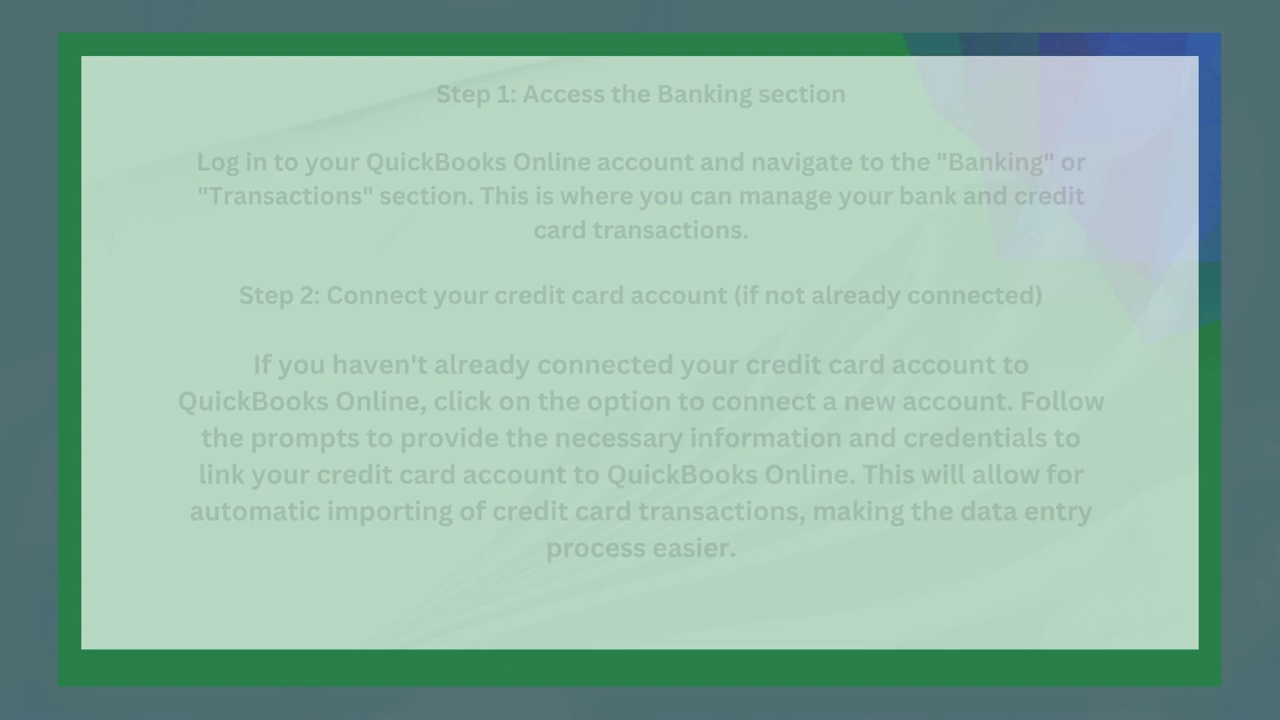 Step 1: Access the Banking section
Log in to your QuickBooks Online account and navigate to the "Banking" or
"Transactions" section. This is where you can manage your bank and credit
card transactions.
Step 2: Connect your credit card account (if not already connected)
If you haven't already connected your credit card account to
QuickBooks Online, click on the option to connect a new account. Follow
the prompts to provide the necessary information and credentials to
link your credit card account to QuickBooks Online. This will allow for
automatic importing of credit card transactions, making the data entry
process easier.